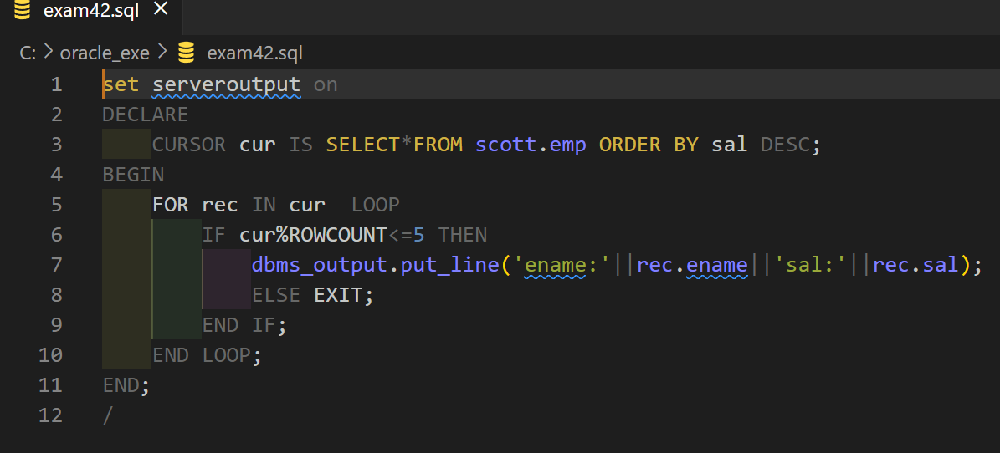 exam42.sql ×
C: > oracle_exe > exam42.sql
1 set serveroutput on
2 DECLARE
3     CURSOR cur IS SELECT*FROM scott.emp ORDER BY sal DESC;
4 BEGIN
5     FOR rec IN cur  LOOP
6         IF cur%ROWCOUNT<=5 THEN
7             dbms_output.put_line('ename:'||rec.ename||'sal:'||rec.sal);
8             ELSE EXIT;
9         END IF;
10     END LOOP;
11 END;
12 /